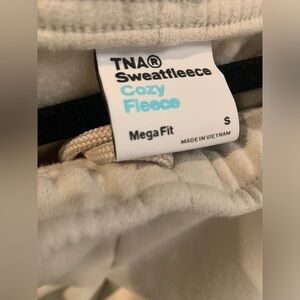 TNA®
Sweatfleece
Cozy
Fleece
Mega Fit
S
MADE IN VIETNAM